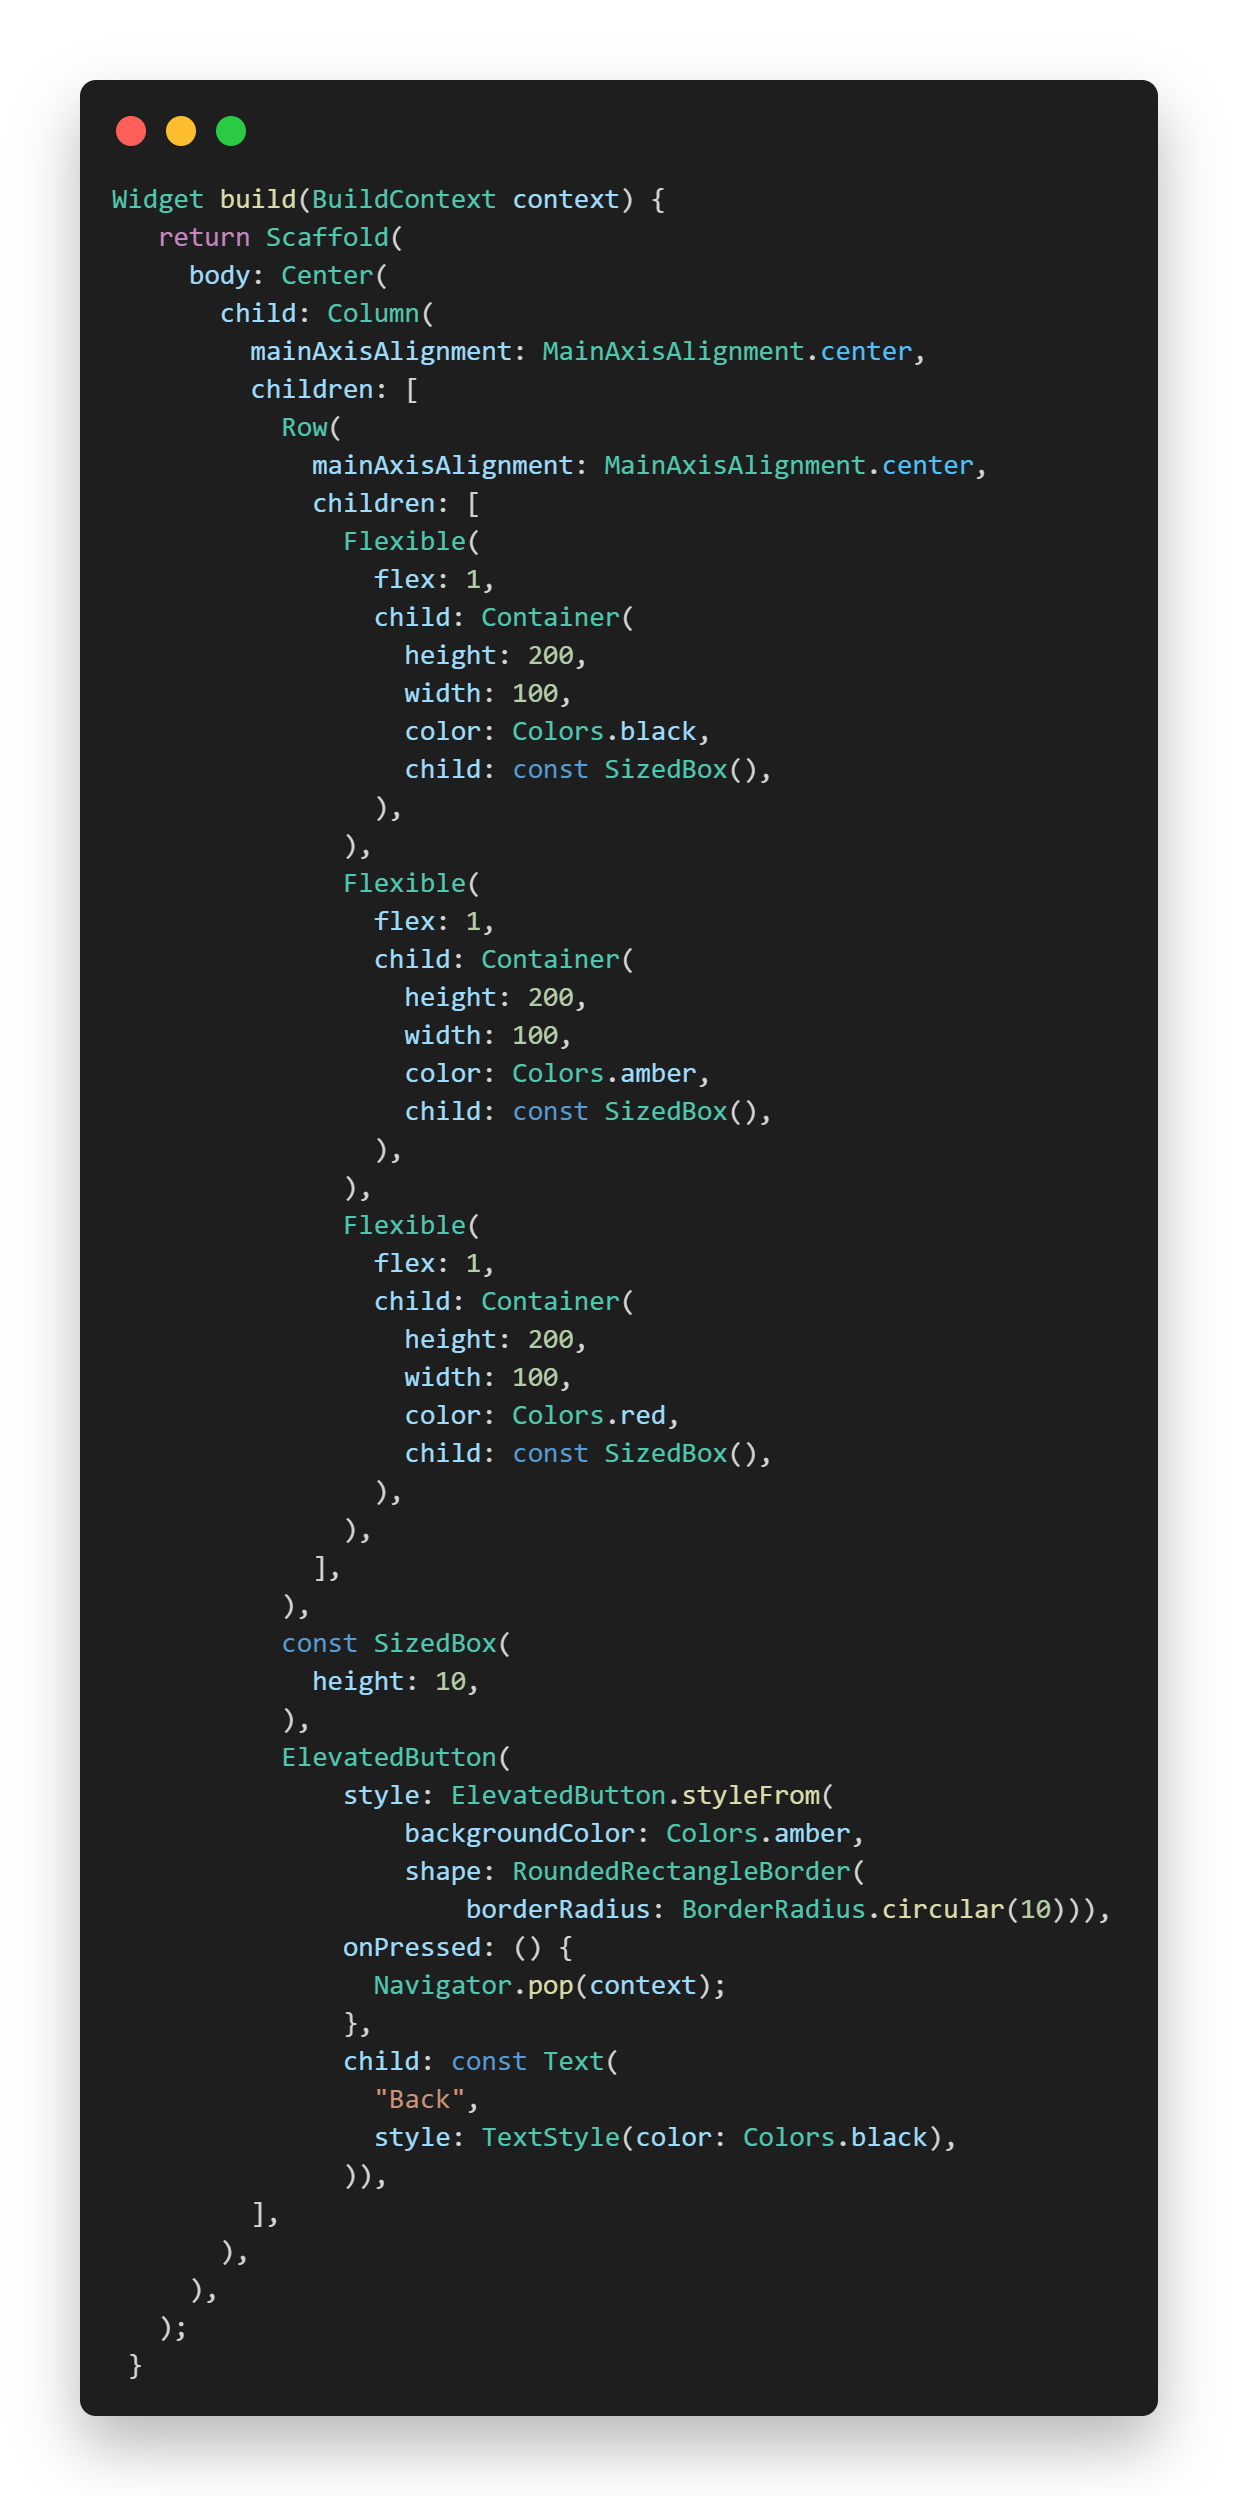 Widget build(BuildContext context) {
   return Scaffold(
     body: Center(
       child: Column(
         mainAxisAlignment: MainAxisAlignment.center,
         children: [
           Row(
             mainAxisAlignment: MainAxisAlignment.center,
             children: [
               Flexible(
                 flex: 1,
                 child: Container(
                   height: 200,
                   width: 100,
                   color: Colors.black,
                   child: const SizedBox(),
                 ),
               ),
               Flexible(
                 flex: 1,
                 child: Container(
                   height: 200,
                   width: 100,
                   color: Colors.amber,
                   child: const SizedBox(),
                 ),
               ),
               Flexible(
                 flex: 1,
                 child: Container(
                   height: 200,
                   width: 100,
                   color: Colors.red,
                   child: const SizedBox(),
                 ),
               ),
             ],
           ),
           const SizedBox(
             height: 10,
           ),
           ElevatedButton(
               style: ElevatedButton.styleFrom(
                   backgroundColor: Colors.amber,
                   shape: RoundedRectangleBorder(
                       borderRadius: BorderRadius.circular(10))),
               onPressed: () {
                 Navigator.pop(context);
               },
               child: const Text(
                 "Back",
                 style: TextStyle(color: Colors.black),
               )),
         ],
       ),
     ),
   );
 }